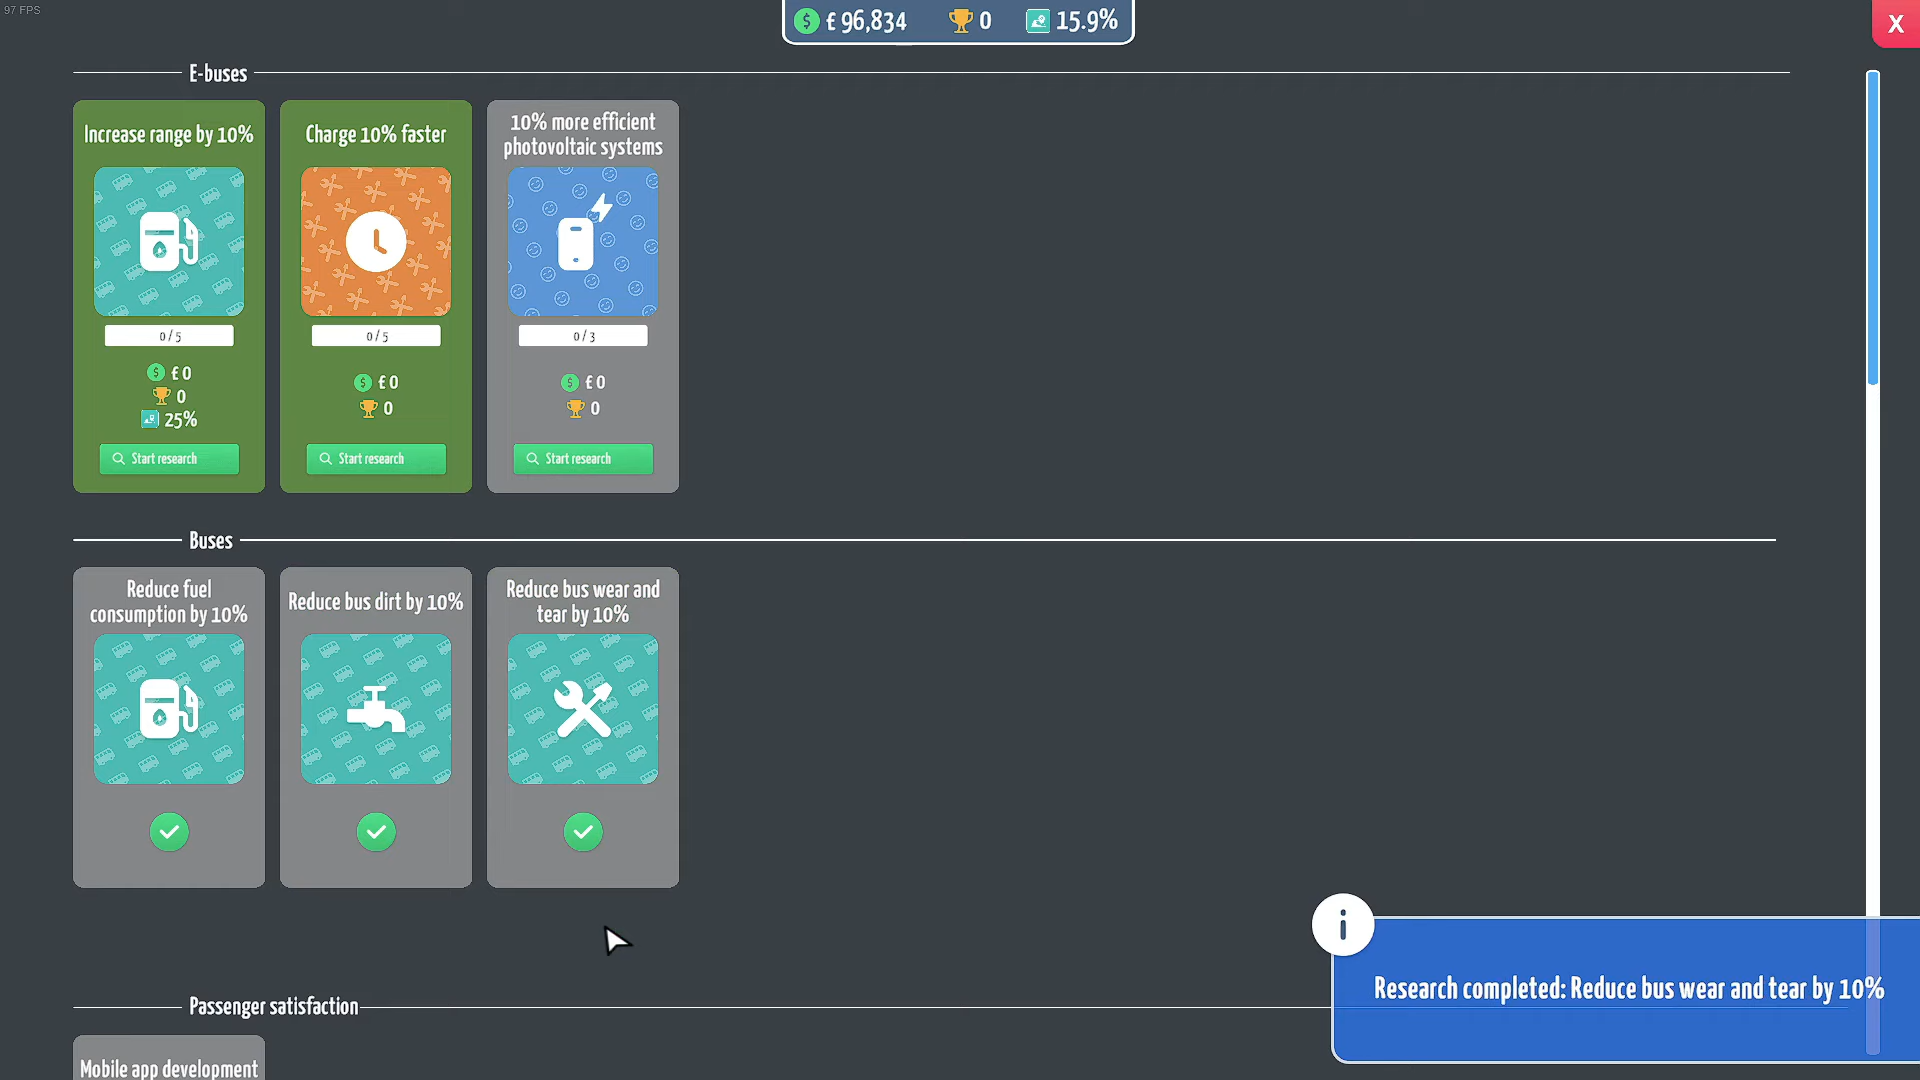 97 FPS
£ 96,834 0 15.9%
X
E-buses
Increase range by 10%
0 / 5
£ 0
0
25%
Start research
Charge 10% faster
0 / 5
£ 0
0
Start research
10% more efficient
photovoltaic systems
0 / 3
£ 0
0
Start research
Buses
Reduce fuel
consumption by 10%
Reduce bus dirt by 10%
Reduce bus wear and
tear by 10%
Passenger satisfaction
Mobile app development
Research completed: Reduce bus wear and tear by 10%